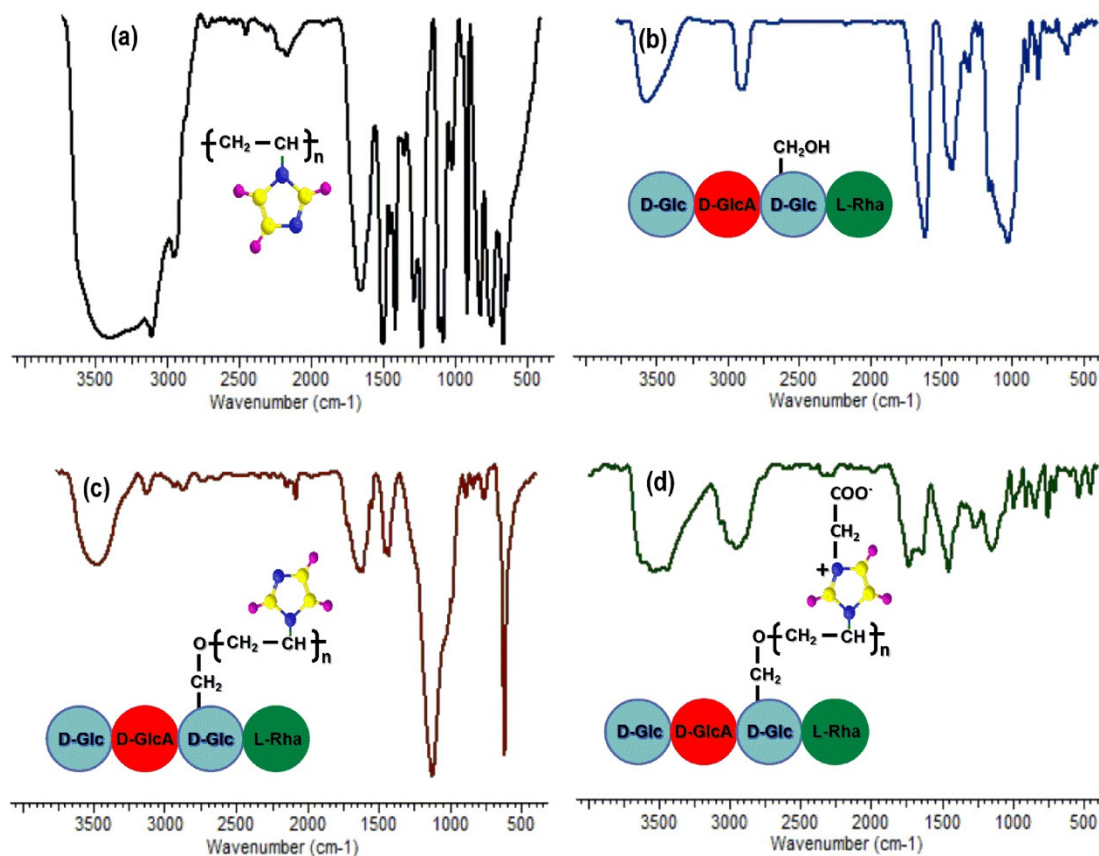 (a)
CH₂ – CH
n
3500 3000 2500 2000 1500 1000 500
Wavenumber (cm-1)
(b)
CH₂OH
D-Glc D-GlcA D-Glc L-Rha
3500 3000 2500 2000 1500 1000 500
Wavenumber (cm-1)
(c)
O CH₂ – CH
n
CH₂
D-Glc D-GlcA D-Glc L-Rha
3500 3000 2500 2000 1500 1000 500
Wavenumber (cm-1)
(d)
COO⁻
CH₂
+
O CH₂ – CH
n
CH₂
D-Glc D-GlcA D-Glc L-Rha
3500 3000 2500 2000 1500 1000 500
Wavenumber (cm-1)